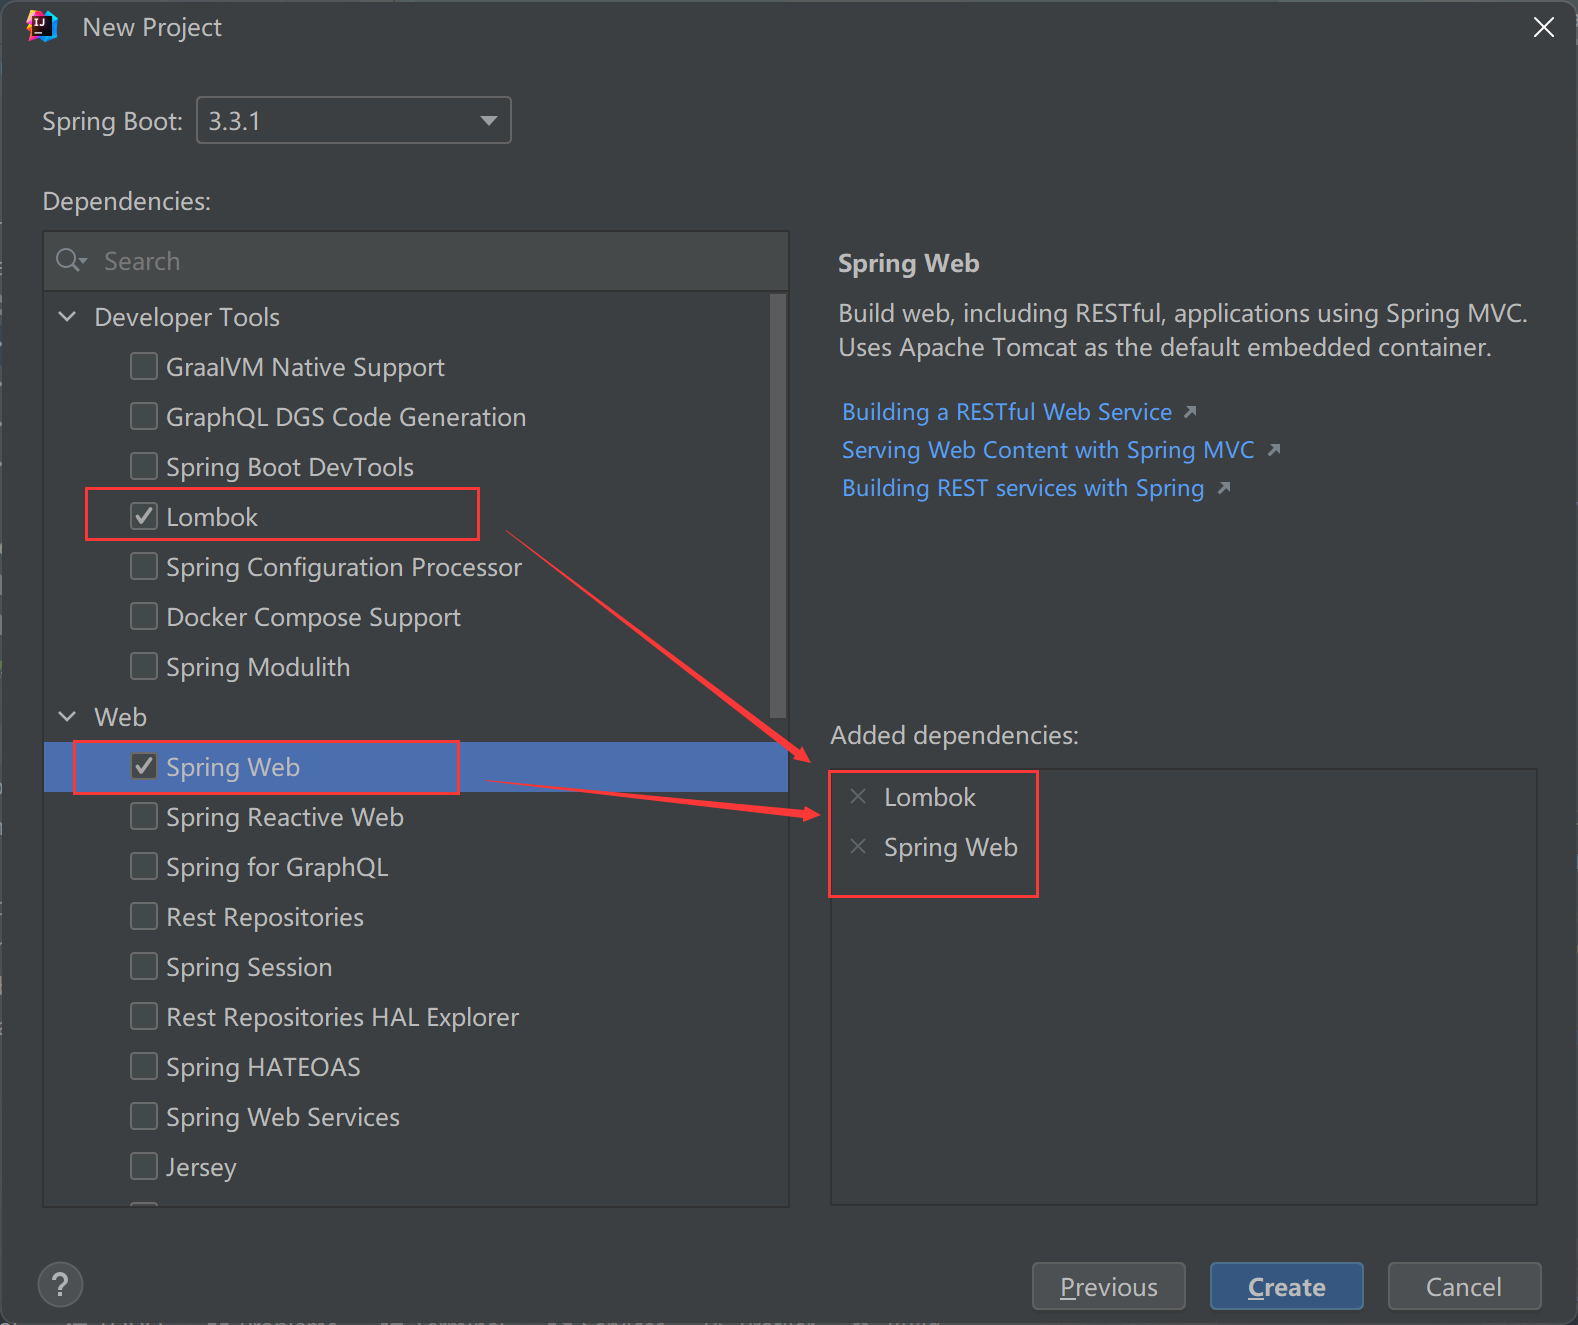 New Project
Spring Boot: 3.3.1
Dependencies:
Search
Developer Tools
GraalVM Native Support
GraphQL DGS Code Generation
Spring Boot DevTools
Lombok
Spring Configuration Processor
Docker Compose Support
Spring Modulith
Web
Spring Web
Spring Reactive Web
Spring for GraphQL
Rest Repositories
Spring Session
Rest Repositories HAL Explorer
Spring HATEOAS
Spring Web Services
Jersey
Spring Web
Build web, including RESTful, applications using Spring MVC.
Uses Apache Tomcat as the default embedded container.
Building a RESTful Web Service
Serving Web Content with Spring MVC
Building REST services with Spring
Added dependencies:
Lombok
Spring Web
?
Previous
Create
Cancel